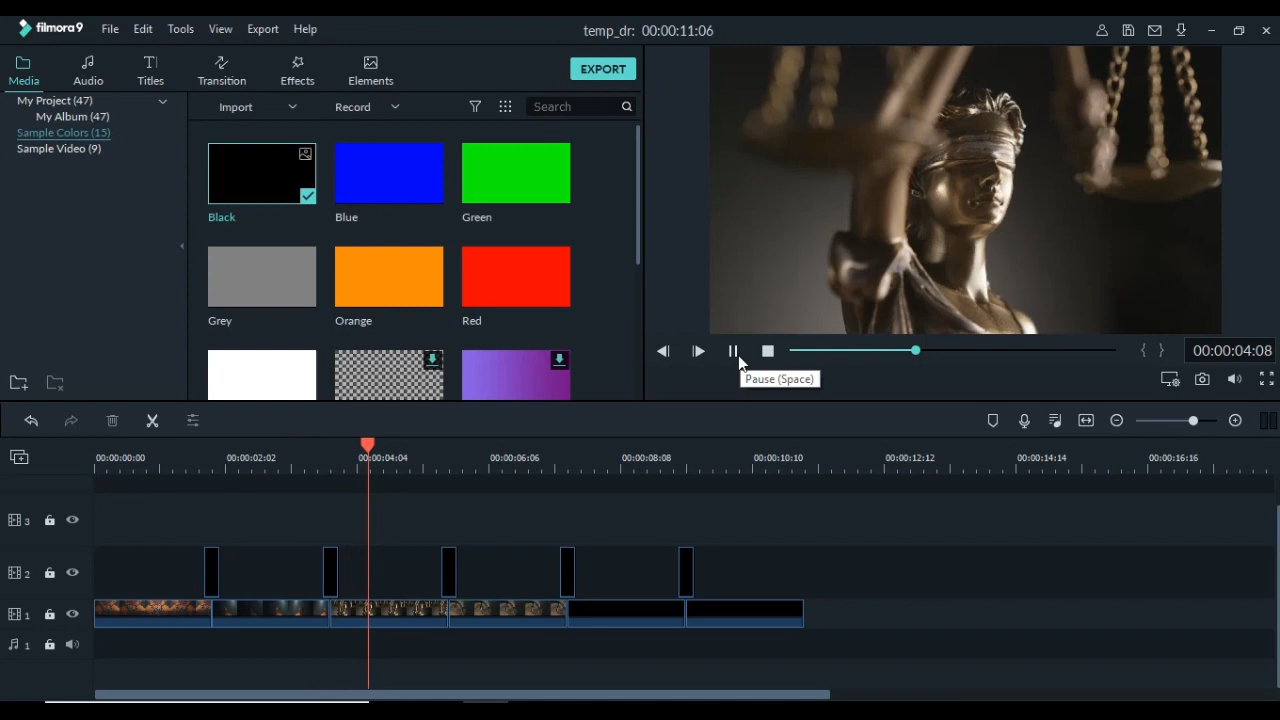 filmora9 File Edit Tools View Export Help temp_dr: 00:00:11:06
Media Audio Titles Transition Effects Elements EXPORT
My Project (47)
My Album (47)
Sample Colors (15)
Sample Video (9)
Import Record Search
Black Blue Green
Grey Orange Red
00:00:04:08
Pause (Space)
00:00:00:00 00:00:02:02 00:00:04:04 00:00:06:06 00:00:08:08 00:00:10:10 00:00:12:12 00:00:14:14 00:00:16:16
3
2
1
1